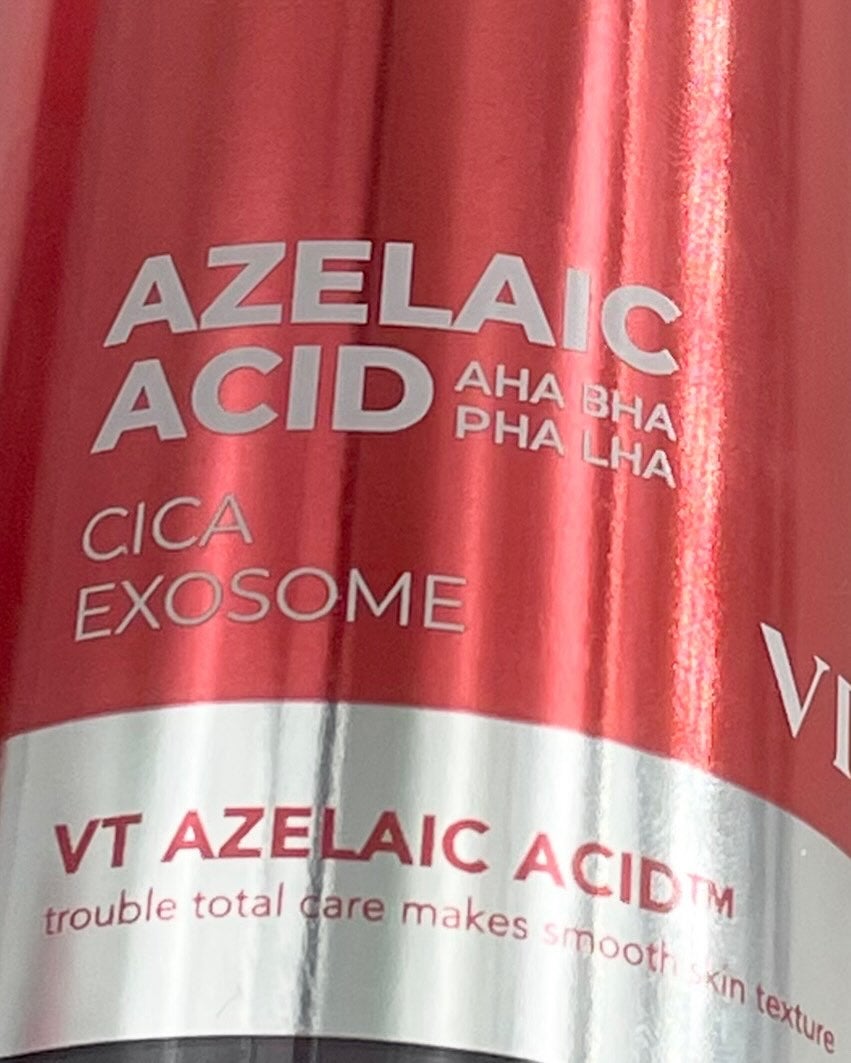 AZELAIC
ACID
AHA BHA
PHA LHA
CICA
EXOSOME
VT AZELAIC ACID™
trouble total care makes smooth skin texture